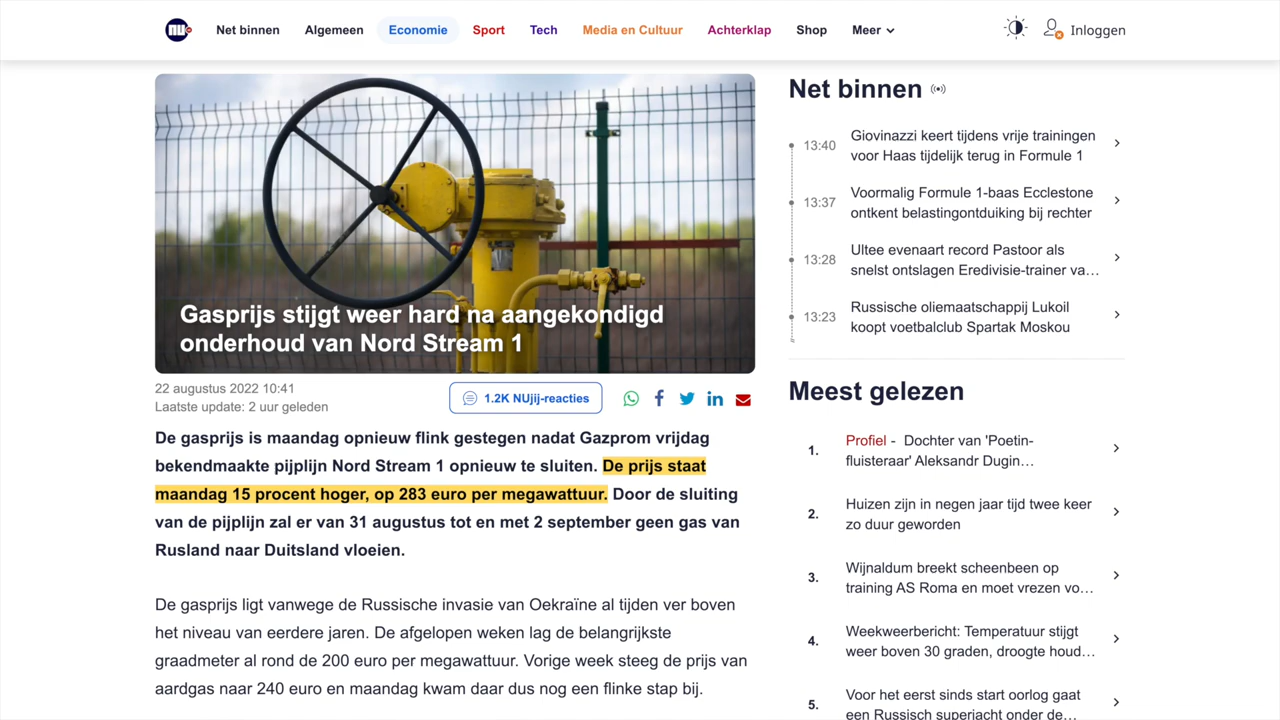 NU.nl
Net binnen
Algemeen
Economie
Sport
Tech
Media en Cultuur
Achterklap
Shop
Meer
Inloggen
Gasprijs stijgt weer hard na aangekondigd
onderhoud van Nord Stream 1
22 augustus 2022 10:41
Laatste update: 2 uur geleden
1.2K NUjij-reacties
De gasprijs is maandag opnieuw flink gestegen nadat Gazprom vrijdag
bekendmaakte pijplijn Nord Stream 1 opnieuw te sluiten. De prijs staat
maandag 15 procent hoger, op 283 euro per megawattuur. Door de sluiting
van de pijplijn zal er van 31 augustus tot en met 2 september geen gas van
Rusland naar Duitsland vloeien.
De gasprijs ligt vanwege de Russische invasie van Oekraïne al tijden ver boven
het niveau van eerdere jaren. De afgelopen weken lag de belangrijkste
graadmeter al rond de 200 euro per megawattuur. Vorige week steeg de prijs van
aardgas naar 240 euro en maandag kwam daar dus nog een flinke stap bij.
Net binnen
13:40
Giovinazzi keert tijdens vrije trainingen
voor Haas tijdelijk terug in Formule 1
13:37
Voormalig Formule 1-baas Ecclestone
ontkent belastingontduiking bij rechter
13:28
Ultee evenaart record Pastoor als
snelst ontslagen Eredivisie-trainer va…
13:23
Russische oliemaatschappij Lukoil
koopt voetbalclub Spartak Moskou
Meest gelezen
1.
Profiel - Dochter van 'Poetin-
fluisteraar' Aleksandr Dugin…
2.
Huizen zijn in negen jaar tijd twee keer
zo duur geworden
3.
Wijnaldum breekt scheenbeen op
training AS Roma en moet vrezen vo…
4.
Weekweerbericht: Temperatuur stijgt
weer boven 30 graden, droogte houd…
5.
Voor het eerst sinds start oorlog gaat
een Russisch superjacht onder de…